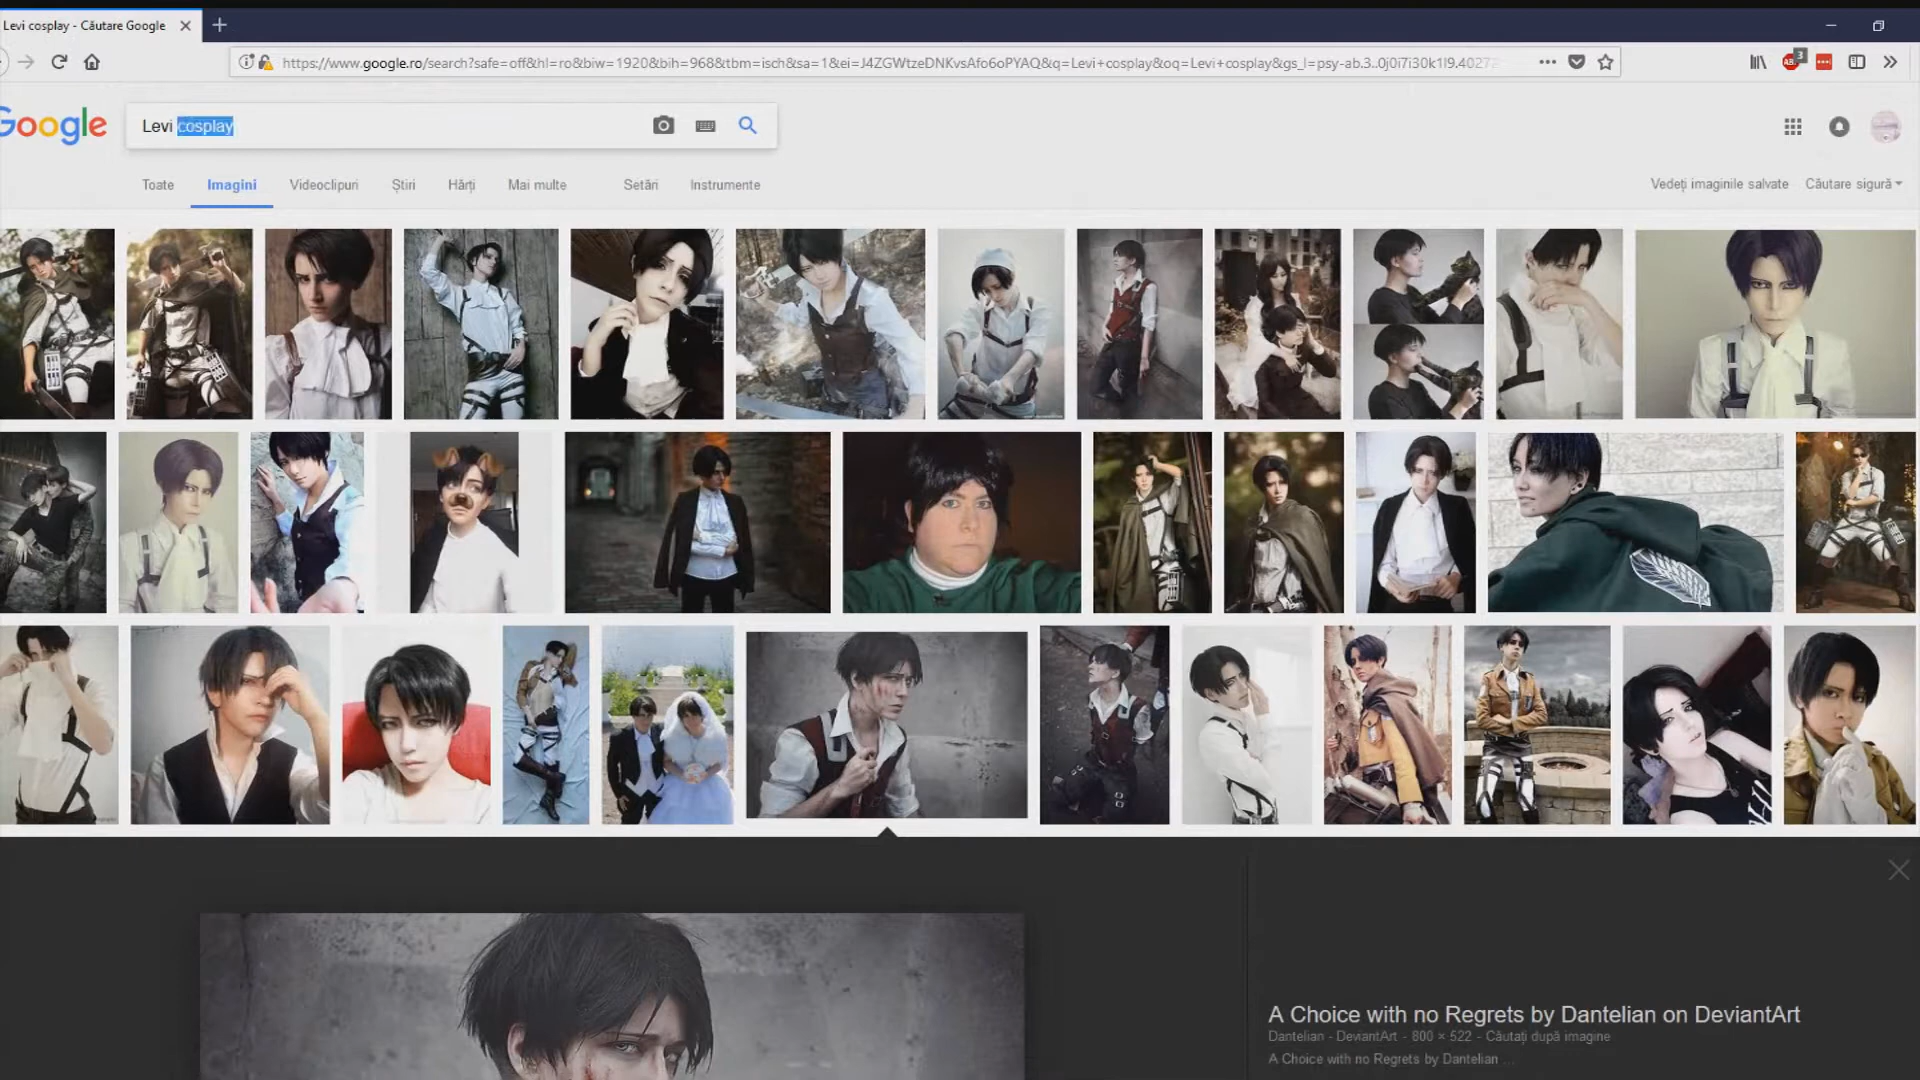 Levi cosplay - Căutare Google
https://www.google.ro/search?safe=off&hl=ro&biw=1920&bih=968&tbm=isch&sa=1&ei=J4ZGWtzeDNKvsAfo6oPYAQ&q=Levi+cosplay&oq=Levi+cosplay&gs_l=psy-ab.3..0j0i7i30k1l9.40272
3
Google
Levi cosplay
Toate Imagini Videoclipuri Știri Hărți Mai multe Setări Instrumente
Vedeți imaginile salvate Căutare sigură
A Choice with no Regrets by Dantelian on DeviantArt
Dantelian - DeviantArt - 800 × 522 - Căutați după imagine
A Choice with no Regrets by Dantelian ...